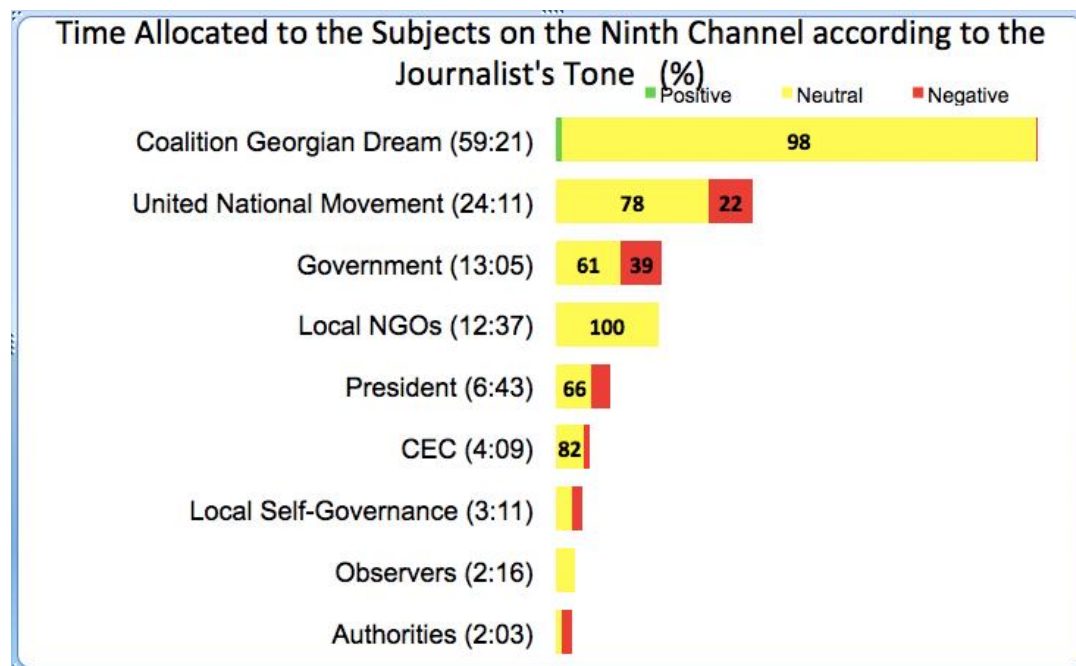 Time Allocated to the Subjects on the Ninth Channel according to the
Journalist's Tone (%)
Positive Neutral Negative
Coalition Georgian Dream (59:21) 98
United National Movement (24:11) 78 22
Government (13:05) 61 39
Local NGOs (12:37) 100
President (6:43) 66
CEC (4:09) 82
Local Self-Governance (3:11)
Observers (2:16)
Authorities (2:03)